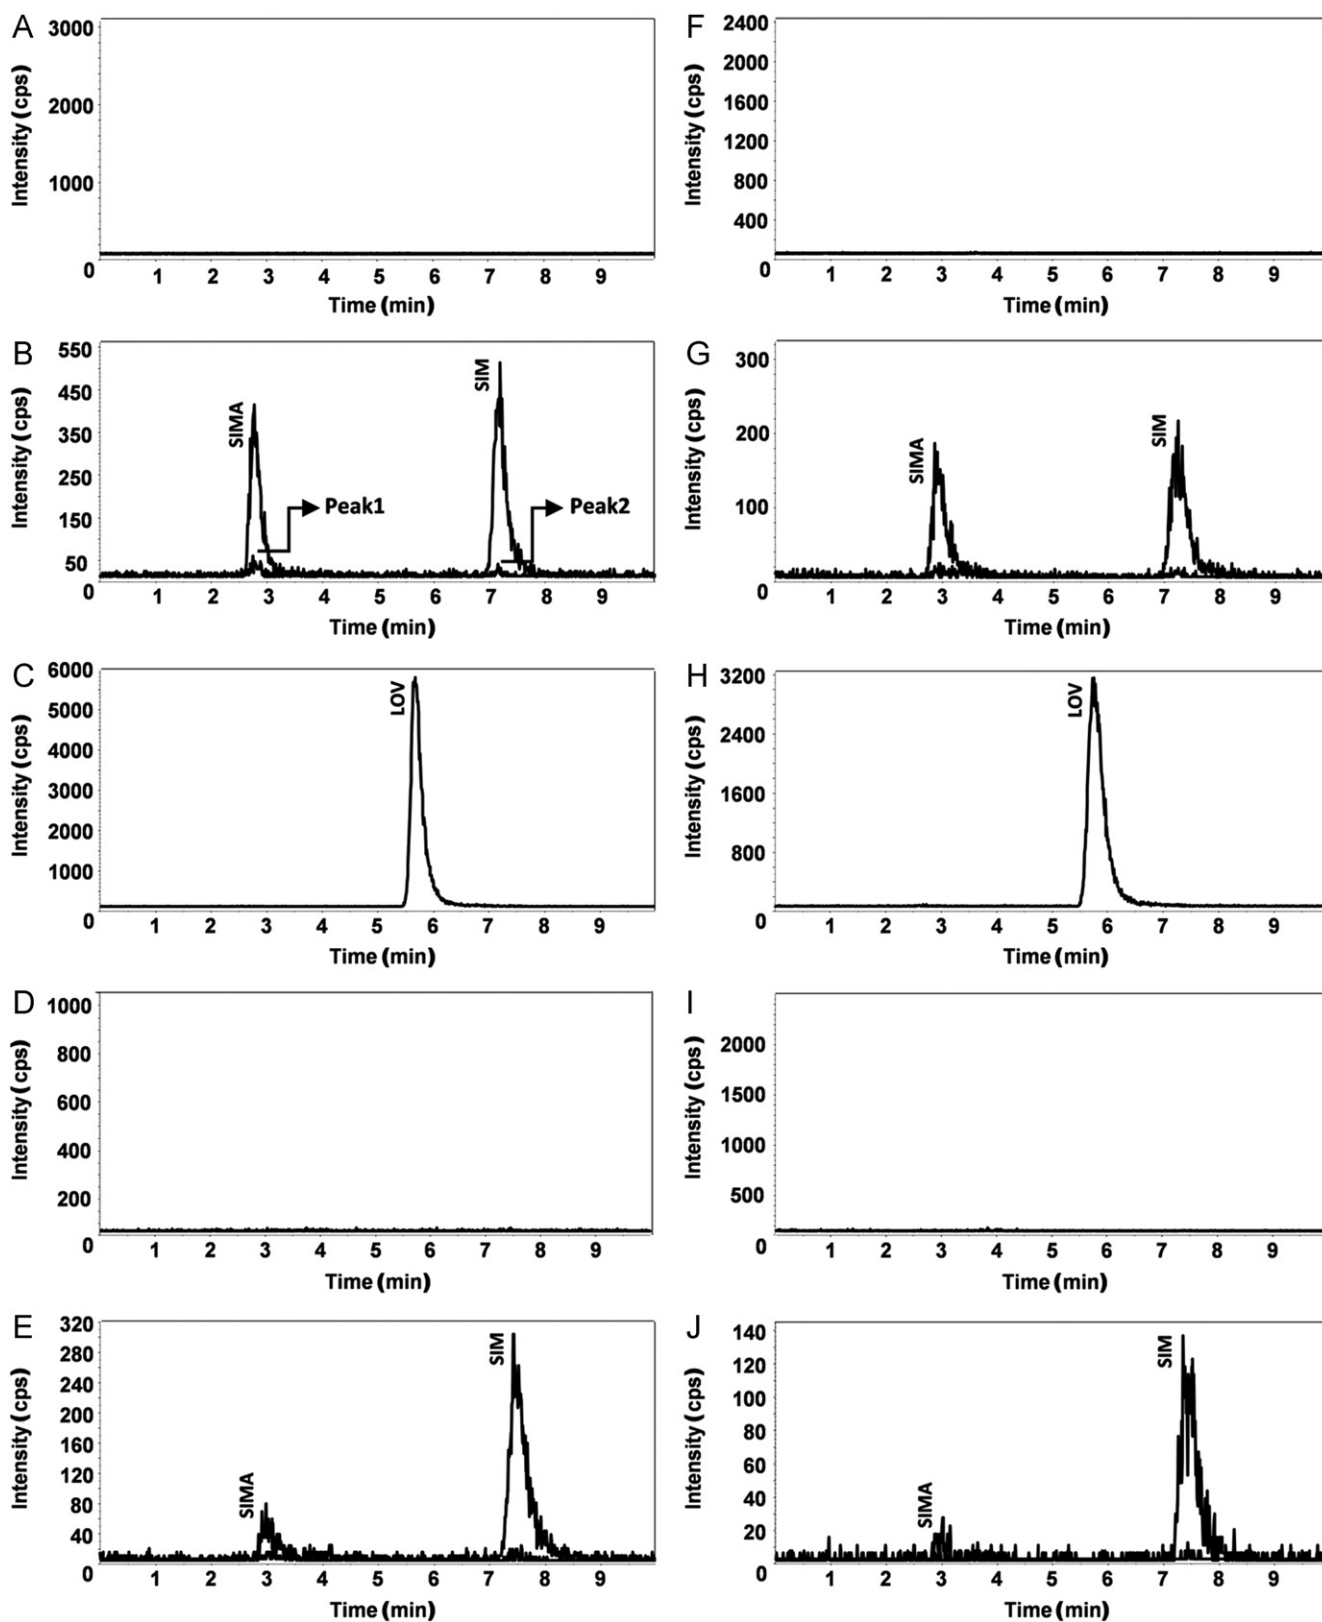 A
Intensity (cps)
3000
2000
1000
0
1 2 3 4 5 6 7 8 9
Time (min)
F
Intensity (cps)
2400
2000
1600
1200
800
400
0
1 2 3 4 5 6 7 8 9
Time (min)
B
Intensity (cps)
550
450
350
250
150
50
0
SIMA
SIM
Peak1
Peak2
1 2 3 4 5 6 7 8 9
Time (min)
G
Intensity (cps)
300
200
100
0
SIMA
SIM
1 2 3 4 5 6 7 8 9
Time (min)
C
Intensity (cps)
6000
5000
4000
3000
2000
1000
0
LOV
1 2 3 4 5 6 7 8 9
Time (min)
H
Intensity (cps)
3200
2400
1600
800
0
LOV
1 2 3 4 5 6 7 8 9
Time (min)
D
Intensity (cps)
1000
800
600
400
200
0
1 2 3 4 5 6 7 8 9
Time (min)
I
Intensity (cps)
2000
1500
1000
500
0
1 2 3 4 5 6 7 8 9
Time (min)
E
Intensity (cps)
320
280
240
200
160
120
80
40
0
SIMA
SIM
1 2 3 4 5 6 7 8 9
Time (min)
J
Intensity (cps)
140
120
100
80
60
40
20
0
SIMA
SIM
1 2 3 4 5 6 7 8 9
Time (min)